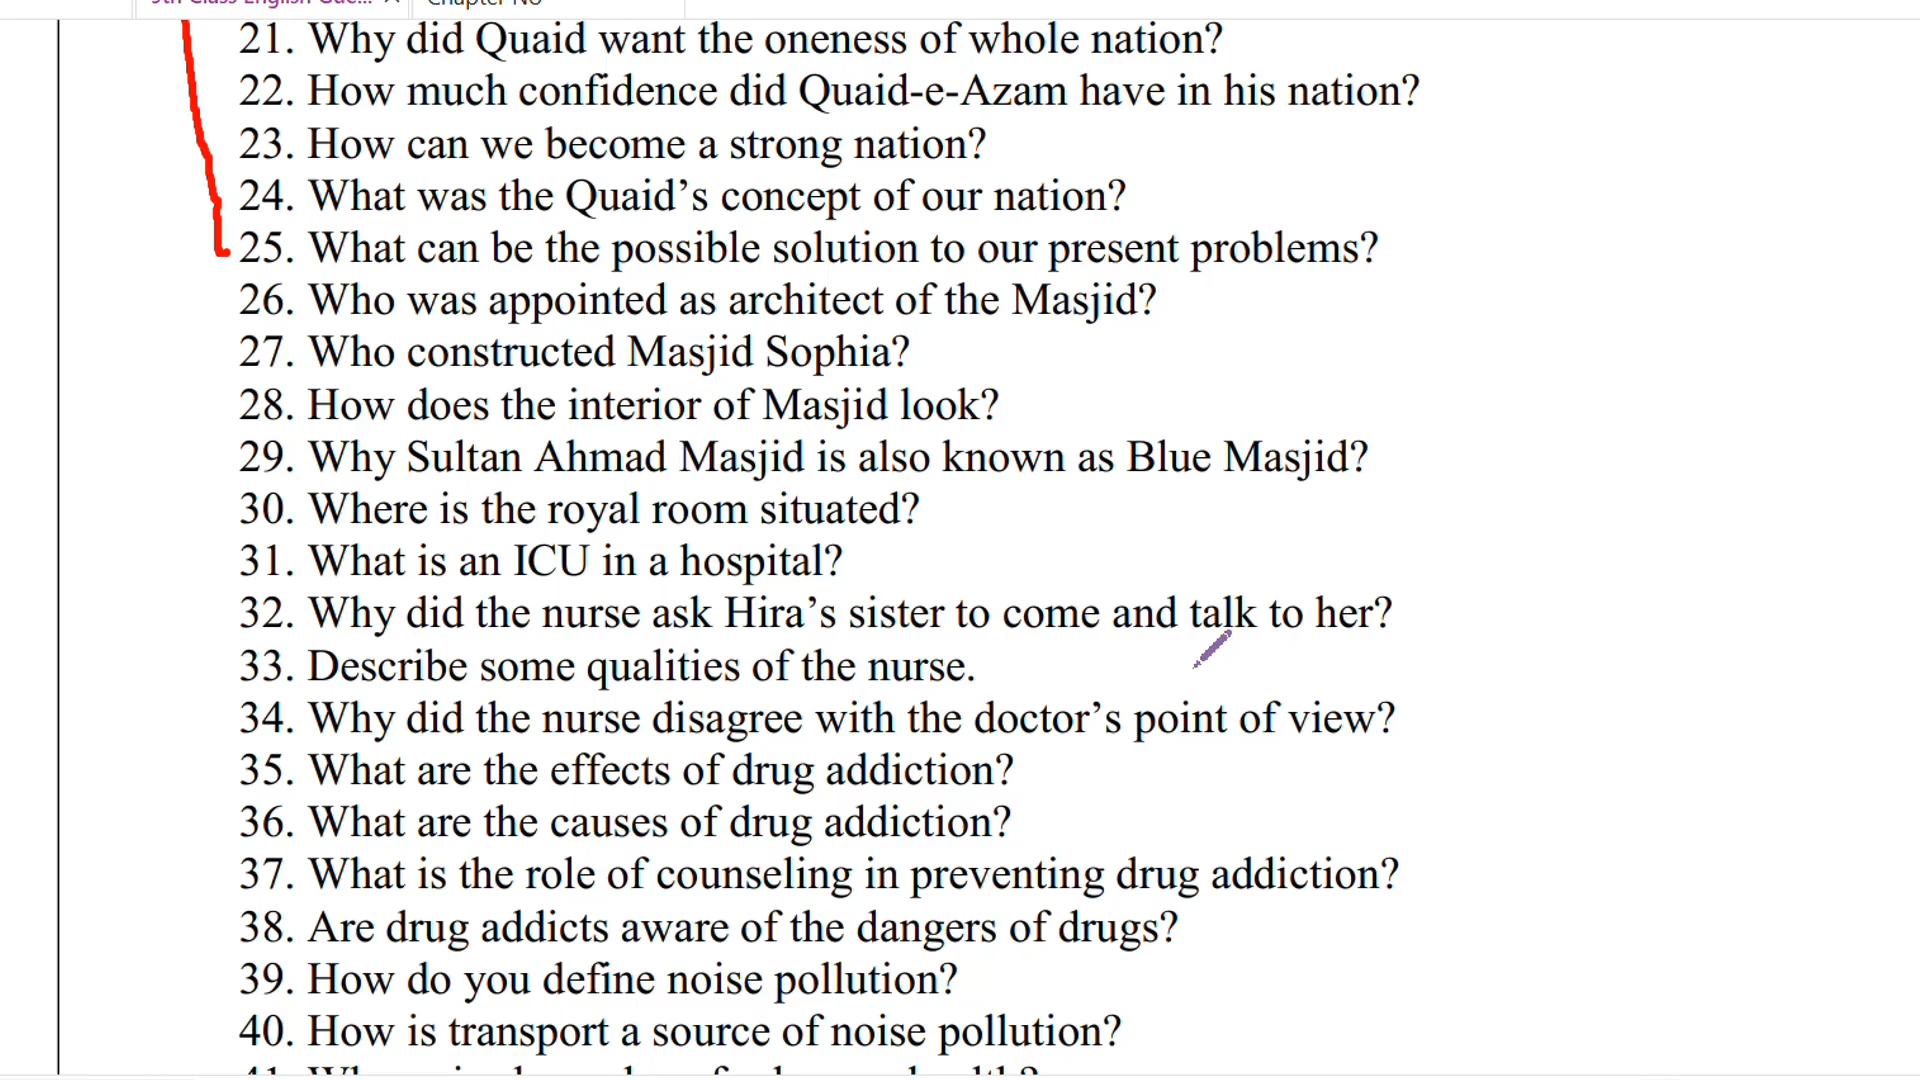 21. Why did Quaid want the oneness of whole nation?
22. How much confidence did Quaid-e-Azam have in his nation?
23. How can we become a strong nation?
24. What was the Quaid’s concept of our nation?
25. What can be the possible solution to our present problems?
26. Who was appointed as architect of the Masjid?
27. Who constructed Masjid Sophia?
28. How does the interior of Masjid look?
29. Why Sultan Ahmad Masjid is also known as Blue Masjid?
30. Where is the royal room situated?
31. What is an ICU in a hospital?
32. Why did the nurse ask Hira’s sister to come and talk to her?
33. Describe some qualities of the nurse.
34. Why did the nurse disagree with the doctor’s point of view?
35. What are the effects of drug addiction?
36. What are the causes of drug addiction?
37. What is the role of counseling in preventing drug addiction?
38. Are drug addicts aware of the dangers of drugs?
39. How do you define noise pollution?
40. How is transport a source of noise pollution?